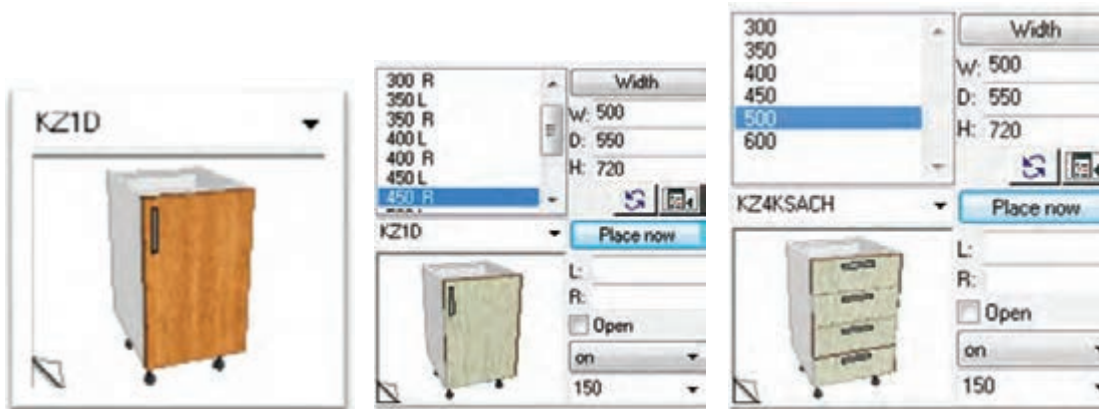 KZ1D
300 R
350 L
350 R
400 L
400 R
450 L
450 R
Width
W: 500
D: 550
H: 720
KZ1D
Place now
L:
R:
Open
on
150
300
350
400
450
500
600
Width
W: 500
D: 550
H: 720
KZ4KSACH
Place now
L:
R:
Open
on
150